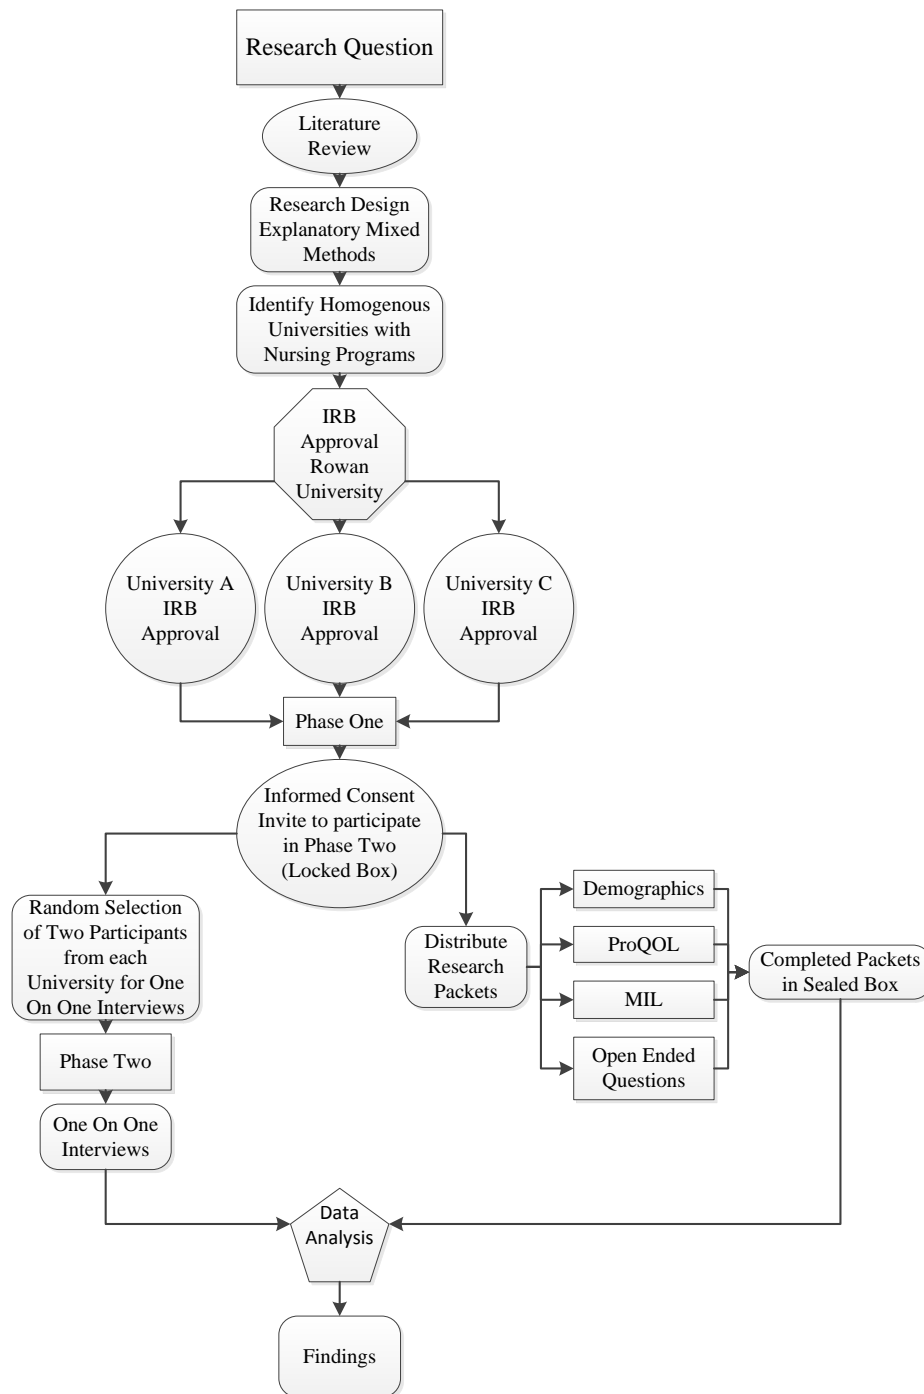 Research Question
Literature
Review
Research Design
Explanatory Mixed
Methods
Identify Homogenous
Universities with
Nursing Programs
IRB
Approval
Rowan
University
University A
IRB
Approval
University B
IRB
Approval
University C
IRB
Approval
Phase One
Informed Consent
Invite to participate
in Phase Two
(Locked Box)
Random Selection
of Two Participants
from each
University for One
On One Interviews
Phase Two
One On One
Interviews
Distribute
Research
Packets
Demographics
ProQOL
MIL
Open Ended
Questions
Completed Packets
in Sealed Box
Data
Analysis
Findings